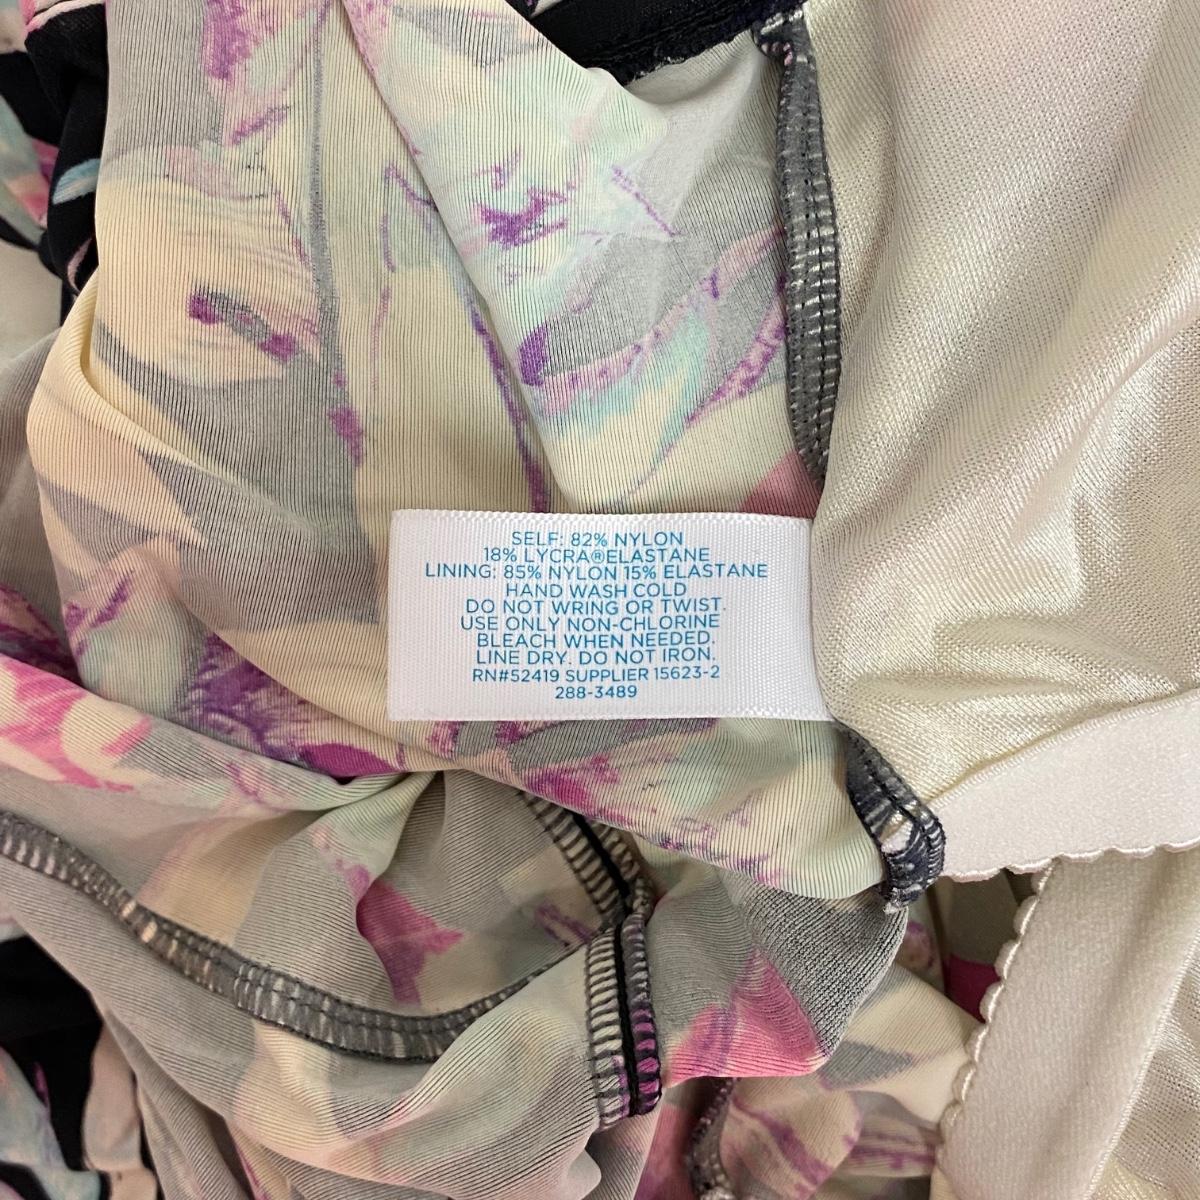 SELF: 82% NYLON
18% LYCRA®ELASTANE
LINING: 85% NYLON 15% ELASTANE
HAND WASH COLD
DO NOT WRING OR TWIST.
USE ONLY NON-CHLORINE
BLEACH WHEN NEEDED.
LINE DRY. DO NOT IRON.
RN#52419 SUPPLIER 15623-2
288-3489